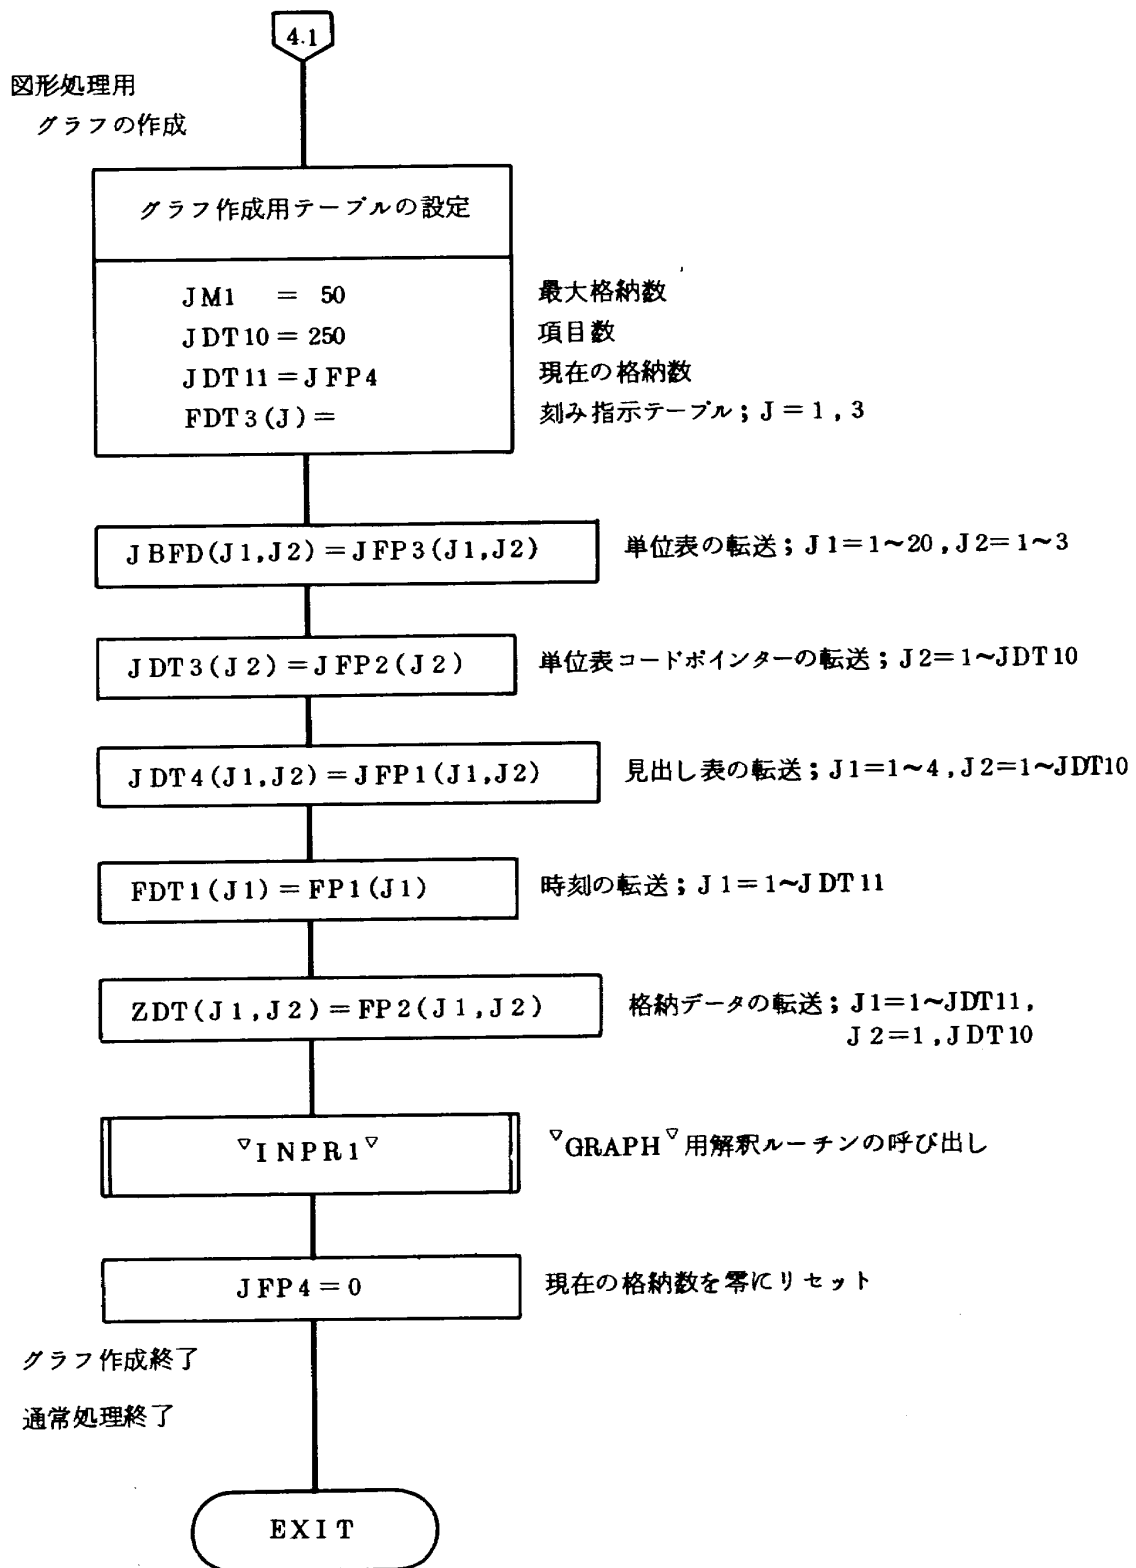 4.1
図形処理用
グラフの作成
グラフ作成用テーブルの設定
JM1 = 50 最大格納数
JDT10=250 項目数
JDT11=JFP4 現在の格納数
FDT3(J)= 刻み指示テーブル;J=1,3
JBFD(J1,J2)=JFP3(J1,J2) 単位表の転送;J1=1~20,J2=1~3
JDT3(J2)=JFP2(J2) 単位表コードポインターの転送;J2=1~JDT10
JDT4(J1,J2)=JFP1(J1,J2) 見出し表の転送;J1=1~4,J2=1~JDT10
FDT1(J1)=FP1(J1) 時刻の転送;J1=1~JDT11
ZDT(J1,J2)=FP2(J1,J2) 格納データの転送;J1=1~JDT11,
J2=1,JDT10
▽INPR1▽ ▽GRAPH▽用解釈ルーチンの呼び出し
JFP4=0 現在の格納数を零にリセット
グラフ作成終了
通常処理終了
EXIT